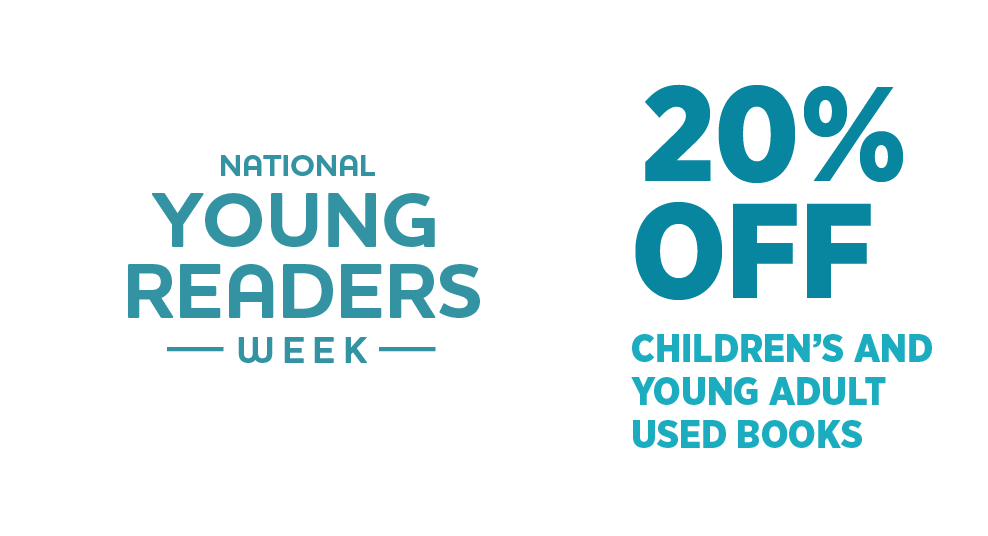 NATIONAL
YOUNG
READERS
WEEK
20%
OFF
CHILDREN'S AND
YOUNG ADULT
USED BOOKS